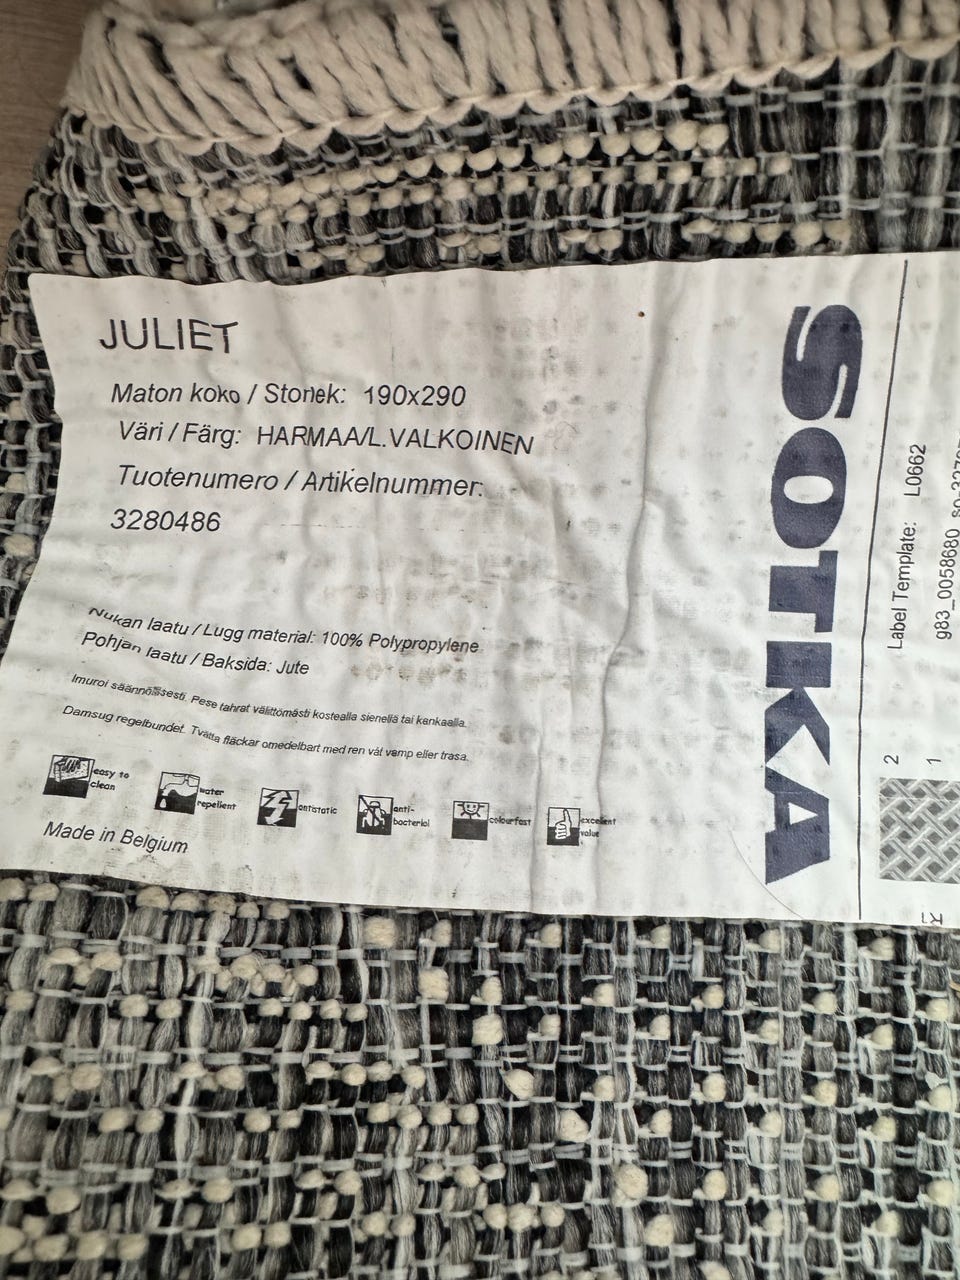 JULIET
Maton koko / Storlek: 190x290
Väri / Färg: HARMAA/L.VALKOINEN
Tuotenumero / Artikelnummer:
3280486
Nukan laatu / Lugg material: 100% Polypropylene
Pohjan laatu / Baksida: Jute
Imuroi säännöllisesti. Pese tahrat välittömästi kostealla sienellä tai kankaalla.
Damsug regelbundet. Tvätta fläckar omedelbart med ren våt svamp eller trasa.
easy to
clean
water
repellent
antistatic
anti-
bacterial
colourfast
excellent
value
Made in Belgium
SOTKA
Label Template: L0662
983_0058680
2
1